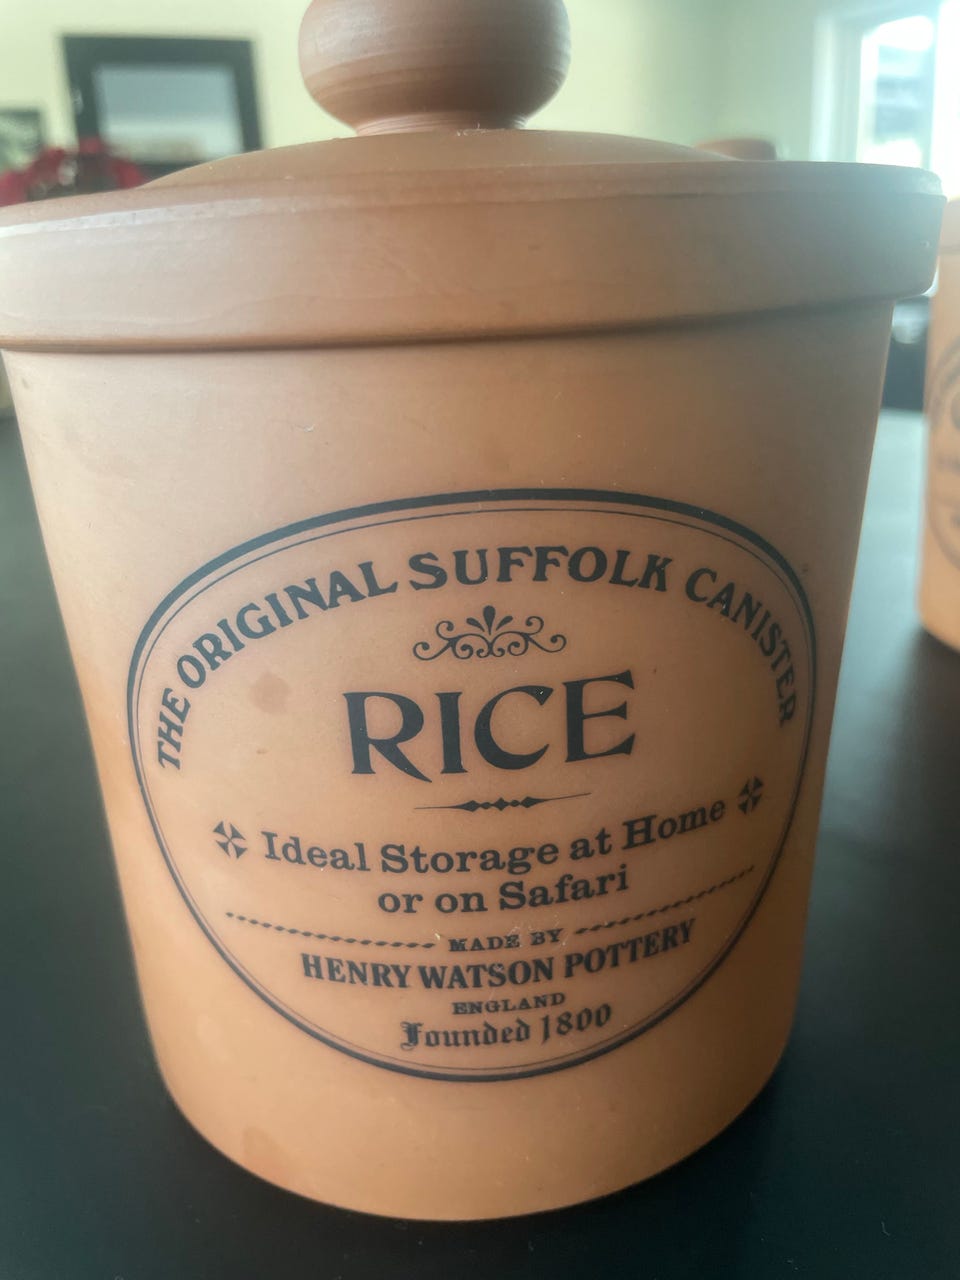 THE ORIGINAL SUFFOLK CANISTER
RICE
Ideal Storage at Home
or on Safari
MADE BY
HENRY WATSON POTTERY
ENGLAND
Founded 1800